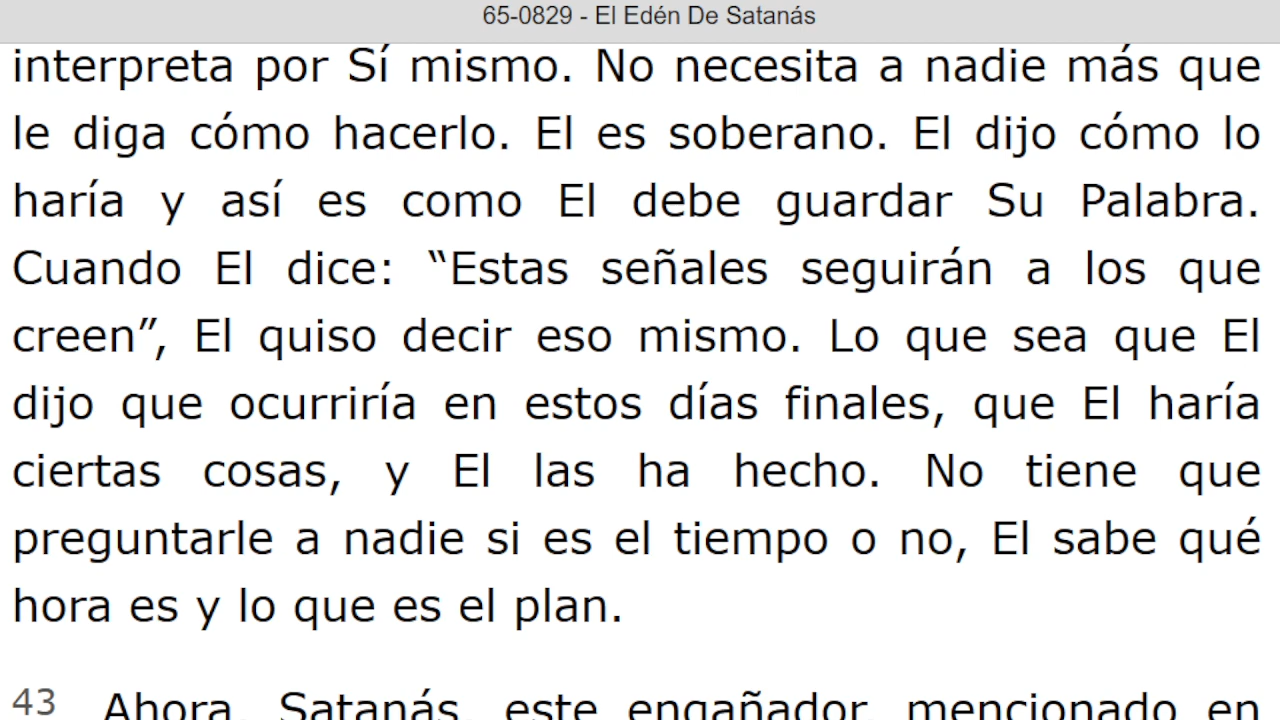 65-0829 - El Edén De Satanás
interpreta por Sí mismo. No necesita a nadie más que
le diga cómo hacerlo. El es soberano. El dijo cómo lo
haría y así es como El debe guardar Su Palabra.
Cuando El dice: “Estas señales seguirán a los que
creen”, El quiso decir eso mismo. Lo que sea que El
dijo que ocurriría en estos días finales, que El haría
ciertas cosas, y El las ha hecho. No tiene que
preguntarle a nadie si es el tiempo o no, El sabe qué
hora es y lo que es el plan.
43 Ahora, Satanás, este engañador, mencionado en